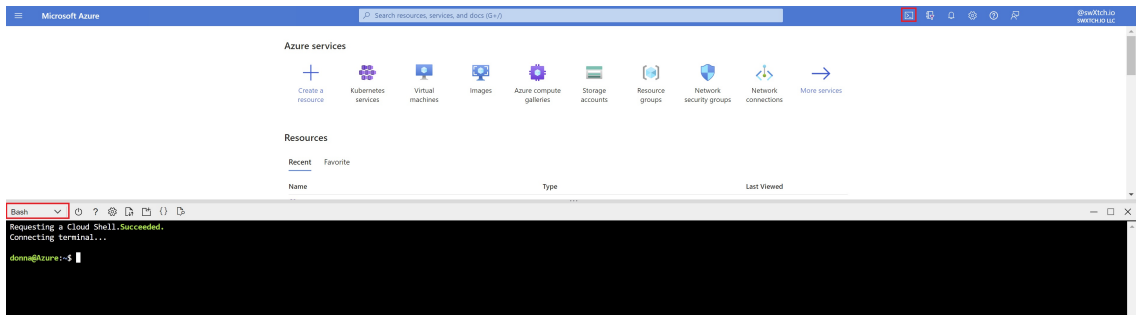 Microsoft Azure
Search resources, services, and docs (G+/)
@swXtch.io
SWXTCH.IO LLC
Azure services
Create a resource
Kubernetes services
Virtual machines
Images
Azure compute galleries
Storage accounts
Resource groups
Network security groups
Network connections
More services
Resources
Recent Favorite
Name Type Last Viewed
Bash
Requesting a Cloud Shell.Succeeded.
Connecting terminal...
donna@Azure:~$